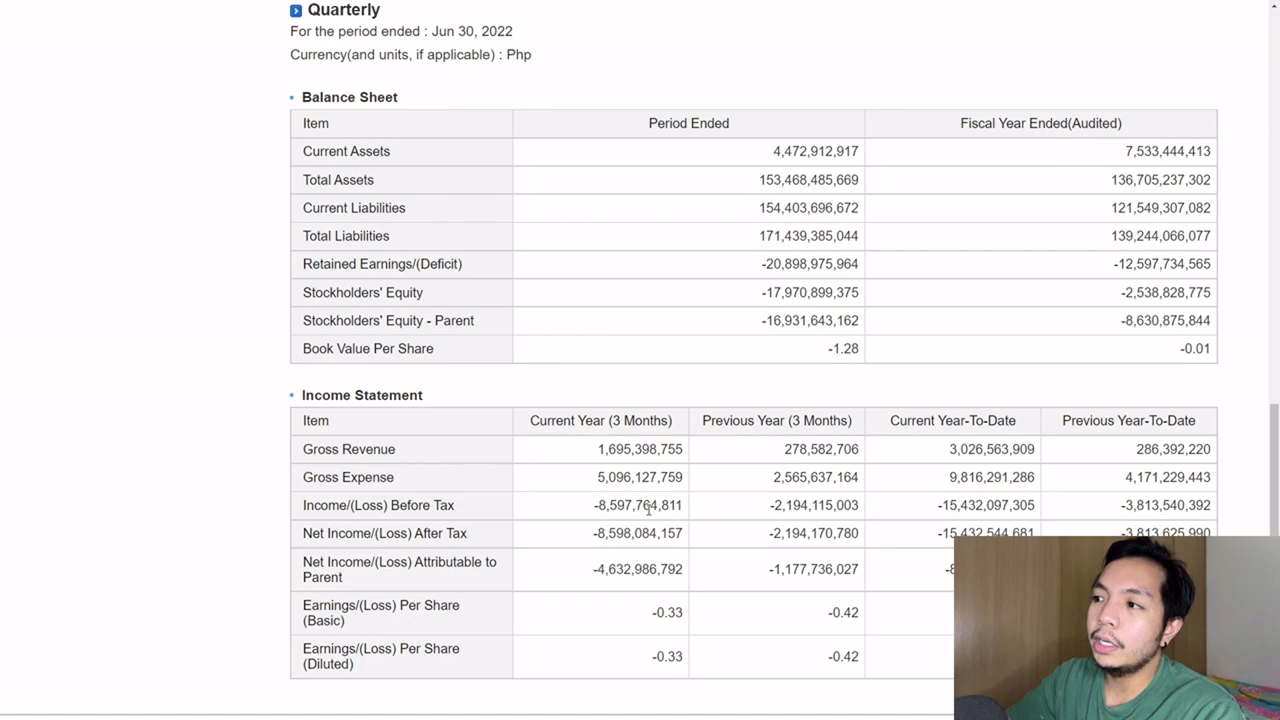 Quarterly
For the period ended : Jun 30, 2022
Currency(and units, if applicable) : Php
Balance Sheet
Item Period Ended Fiscal Year Ended(Audited)
Current Assets 4,472,912,917 7,533,444,413
Total Assets 153,468,485,669 136,705,237,302
Current Liabilities 154,403,696,672 121,549,307,082
Total Liabilities 171,439,385,044 139,244,066,077
Retained Earnings/(Deficit) -20,898,975,964 -12,597,734,565
Stockholders' Equity -17,970,899,375 -2,538,828,775
Stockholders' Equity - Parent -16,931,643,162 -8,630,875,844
Book Value Per Share -1.28 -0.01
Income Statement
Item Current Year (3 Months) Previous Year (3 Months) Current Year-To-Date Previous Year-To-Date
Gross Revenue 1,695,398,755 278,582,706 3,026,563,909 286,392,220
Gross Expense 5,096,127,759 2,565,637,164 9,816,291,286 4,171,229,443
Income/(Loss) Before Tax -8,597,764,811 -2,194,115,003 -15,432,097,305 -3,813,540,392
Net Income/(Loss) After Tax -8,598,084,157 -2,194,170,780 -15,432,544,681 -3,813,625,990
Net Income/(Loss) Attributable to
Parent -4,632,986,792 -1,177,736,027
Earnings/(Loss) Per Share
(Basic) -0.33 -0.42
Earnings/(Loss) Per Share
(Diluted) -0.33 -0.42